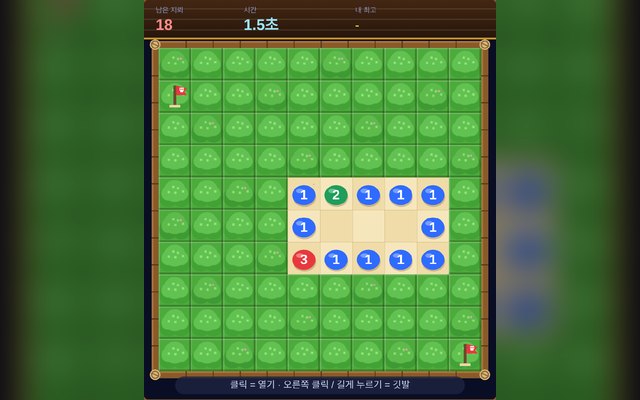 남은 지뢰 시간 내 최고
18 1.5초 -
1 2 1 1 1
1 1
3 1 1 1 1
클릭 = 열기 · 오른쪽 클릭 / 길게 누르기 = 깃발